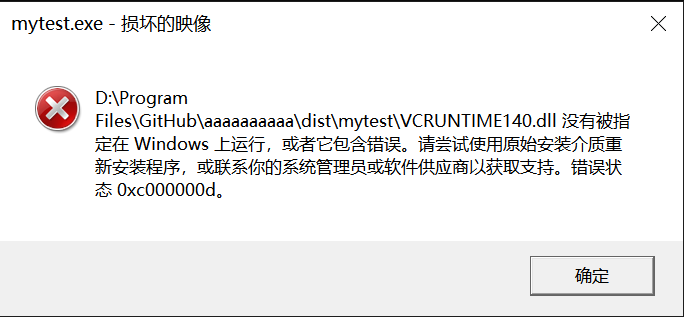 mytest.exe - 损坏的映像
D:\Program
Files\GitHub\aaaaaaaaaa\dist\mytest\VCRUNTIME140.dll 没有被指
定在 Windows 上运行，或者它包含错误。请尝试使用原始安装介质重
新安装程序，或联系你的系统管理员或软件供应商以获取支持。错误状
态 0xc000000d。
确定